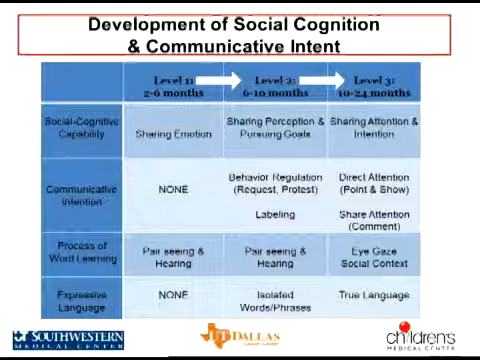 Development of Social Cognition
& Communicative Intent
Level 1:
2-6 months
Level 2:
6-10 months
Level 3:
10-24 months
Social-Cognitive
Capability
Sharing Emotion
Sharing Perception &
Pursuing Goals
Sharing Attention &
Intention
Communicative
Intention
NONE
Behavior Regulation
(Request, Protest)
Labeling
Direct Attention
(Point & Show)
Share Attention
(Comment)
Process of
Word Learning
Pair seeing &
Hearing
Pair seeing &
Hearing
Eye Gaze
Social Context
Expressive
Language
NONE
Isolated
Words/Phrases
True Language
SOUTHWESTERN
MEDICAL CENTER
DALLAS
children's
MEDICAL CENTER